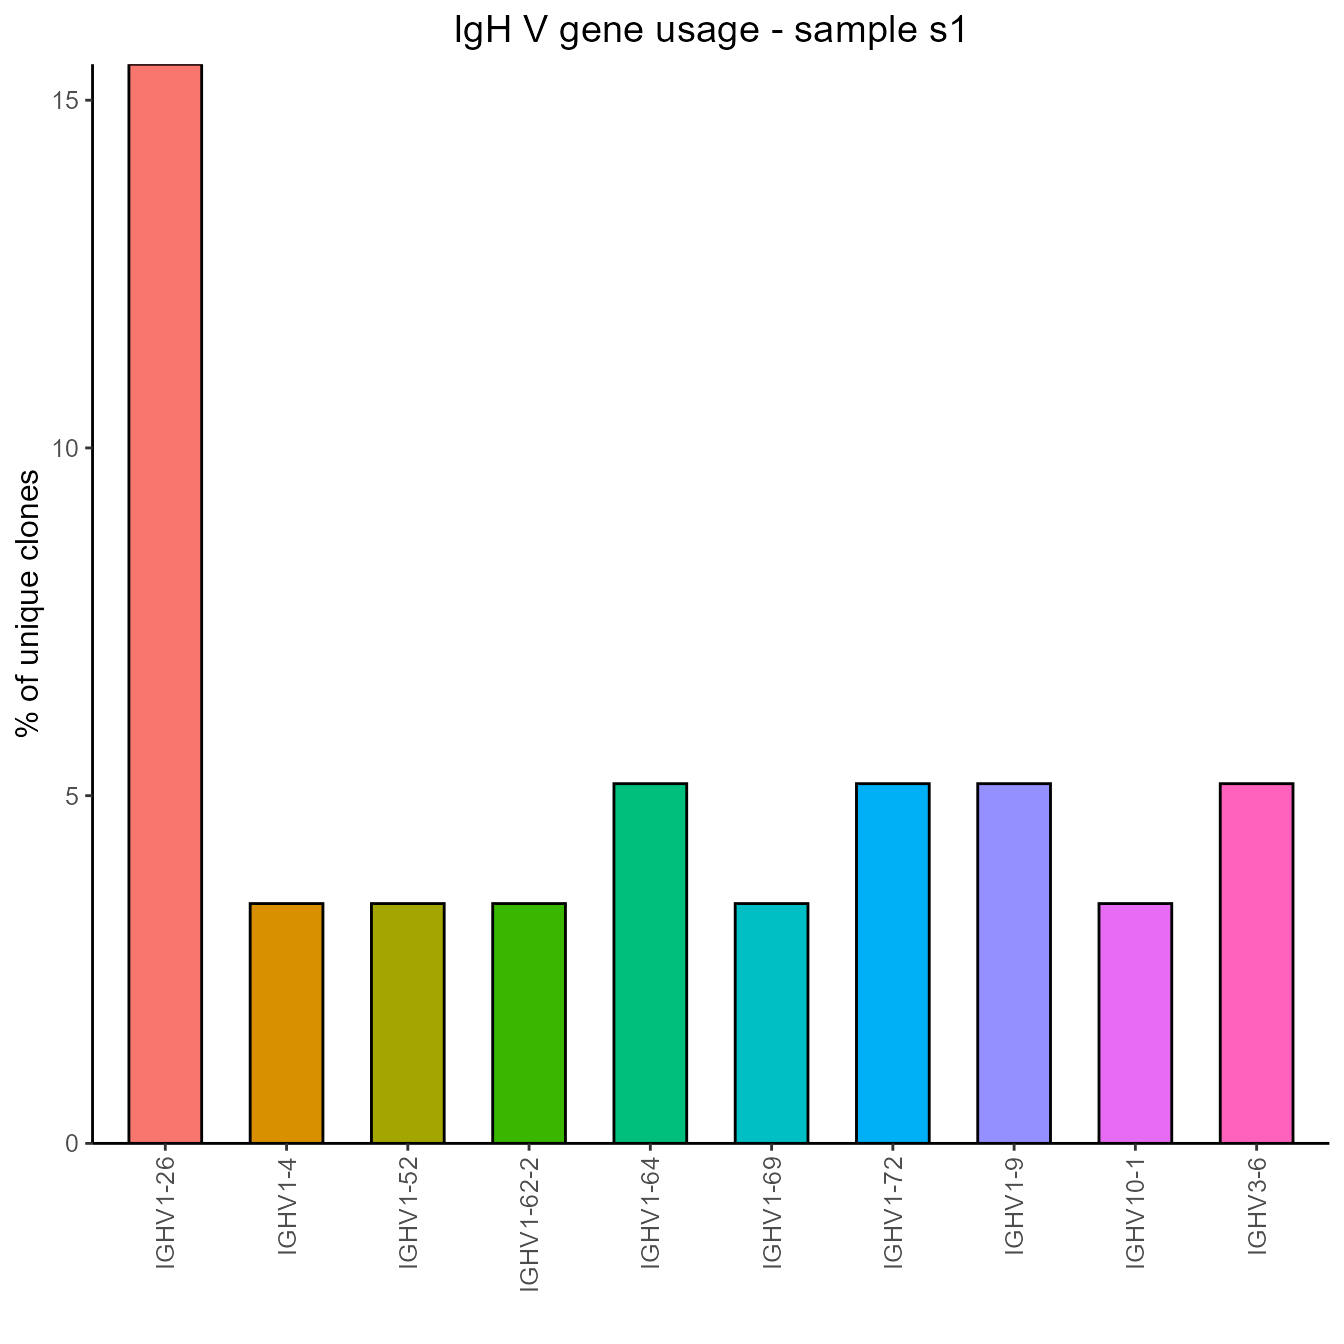 IgH V gene usage - sample s1
% of unique clones
15
10
5
0
IGHV1-26
IGHV1-4
IGHV1-52
IGHV1-62-2
IGHV1-64
IGHV1-69
IGHV1-72
IGHV1-9
IGHV10-1
IGHV3-6